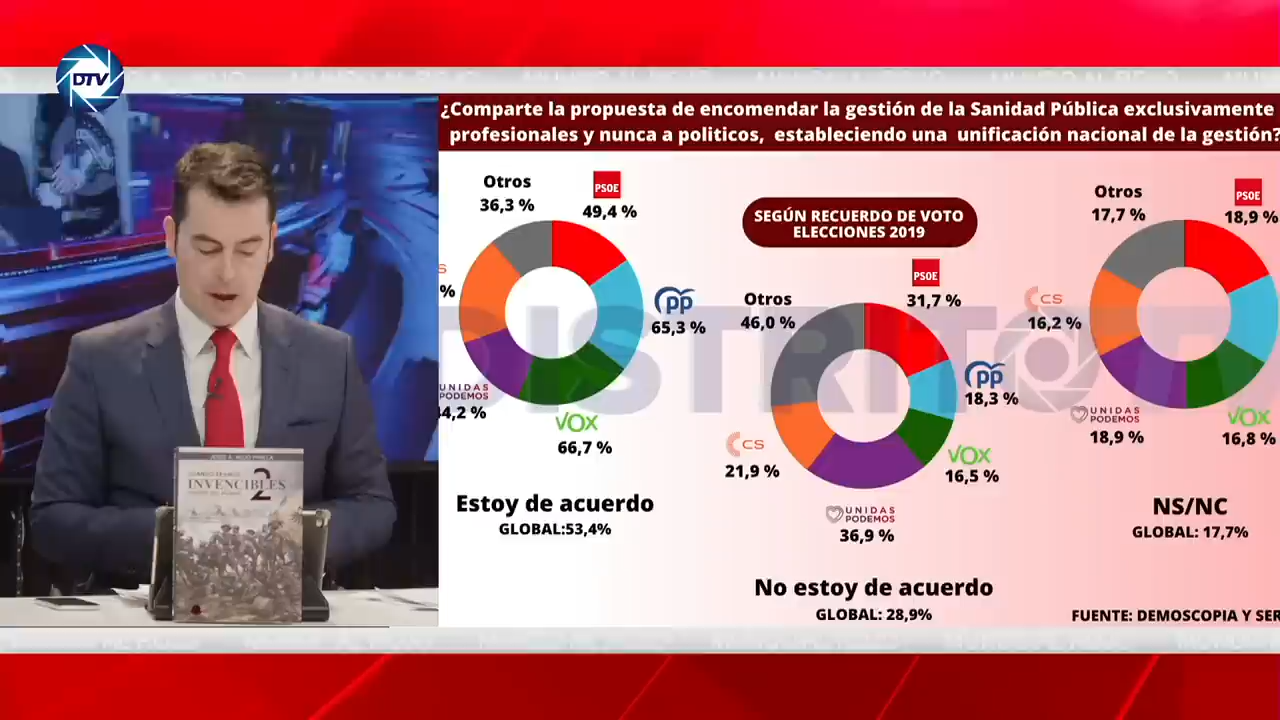 DTV
¿Comparte la propuesta de encomendar la gestión de la Sanidad Pública exclusivamente
profesionales y nunca a politicos, estableciendo una unificación nacional de la gestión?
Otros
36,3 %
PSOE
49,4 %
S
%
pp
65,3 %
UNIDAS
PODEMOS
44,2 %
VOX
66,7 %
Estoy de acuerdo
GLOBAL:53,4%
SEGÚN RECUERDO DE VOTO
ELECCIONES 2019
PSOE
31,7 %
Otros
46,0 %
pp
18,3 %
CS
21,9 %
VOX
16,5 %
UNIDAS
PODEMOS
36,9 %
No estoy de acuerdo
GLOBAL: 28,9%
Otros
17,7 %
PSOE
18,9 %
CS
16,2 %
UNIDAS
PODEMOS
18,9 %
VOX
16,8 %
NS/NC
GLOBAL: 17,7%
FUENTE: DEMOSCOPIA Y SER
DISTRITO
INVENCIBLES
2